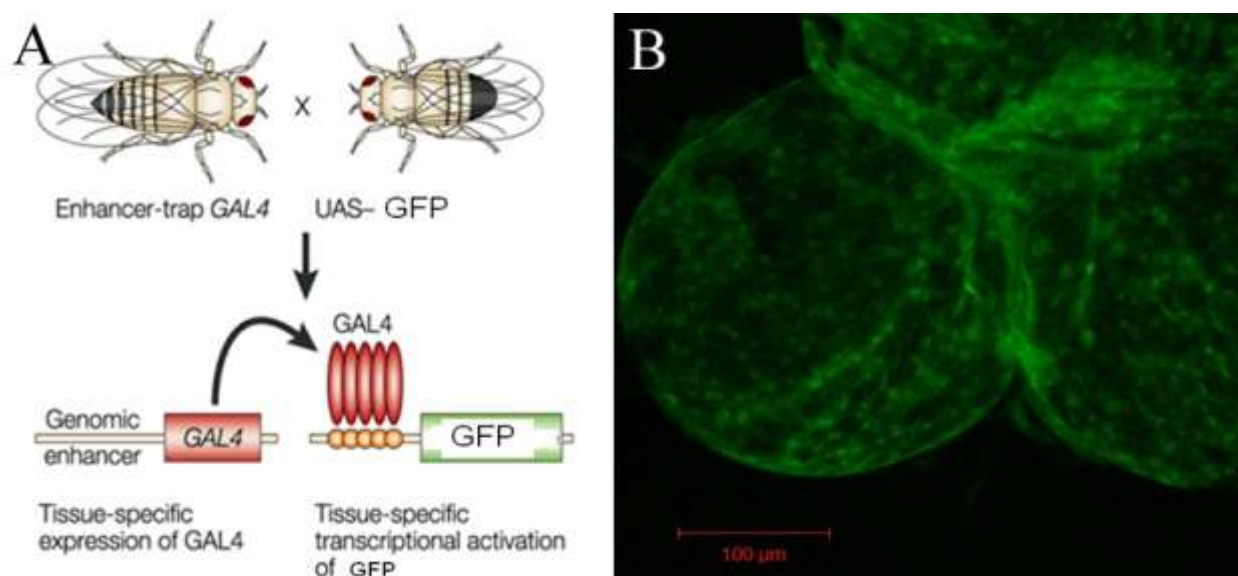 A
x
Enhancer-trap GAL4
UAS– GFP
GAL4
Genomic
enhancer
GAL4
GFP
Tissue-specific
expression of GAL4
Tissue-specific
transcriptional activation
of GFP
B
100 µm